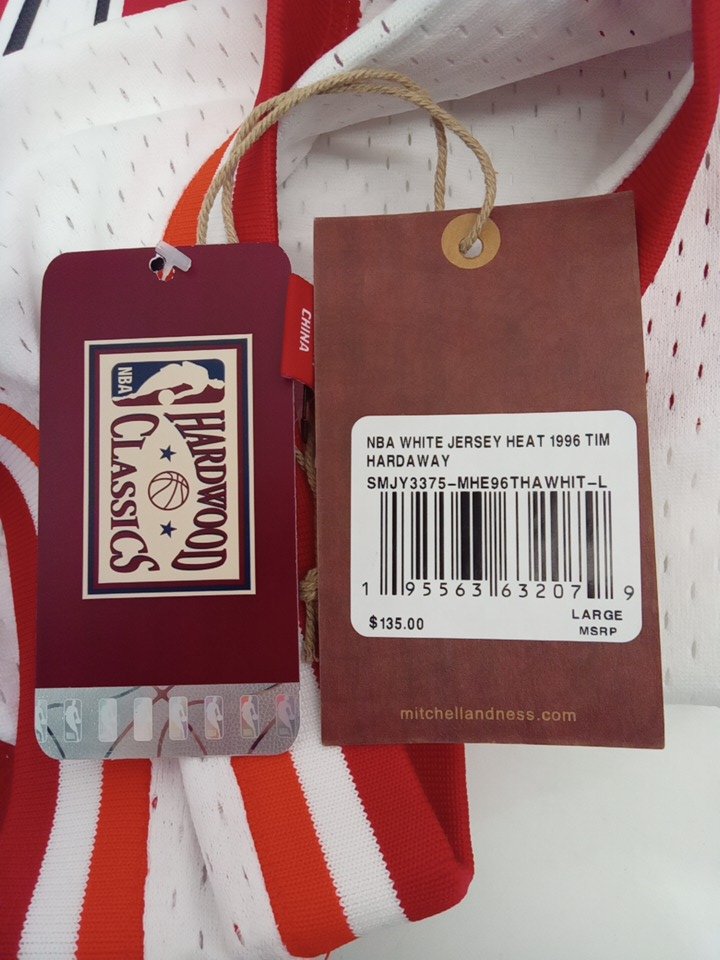 NBA
HARDWOOD
CLASSICS
CHINA
NBA WHITE JERSEY HEAT 1996 TIM
HARDAWAY
SMJY3375-MHE96THAWHIT-L
1 95563 63207 9
$135.00
LARGE
MSRP
mitchellandness.com